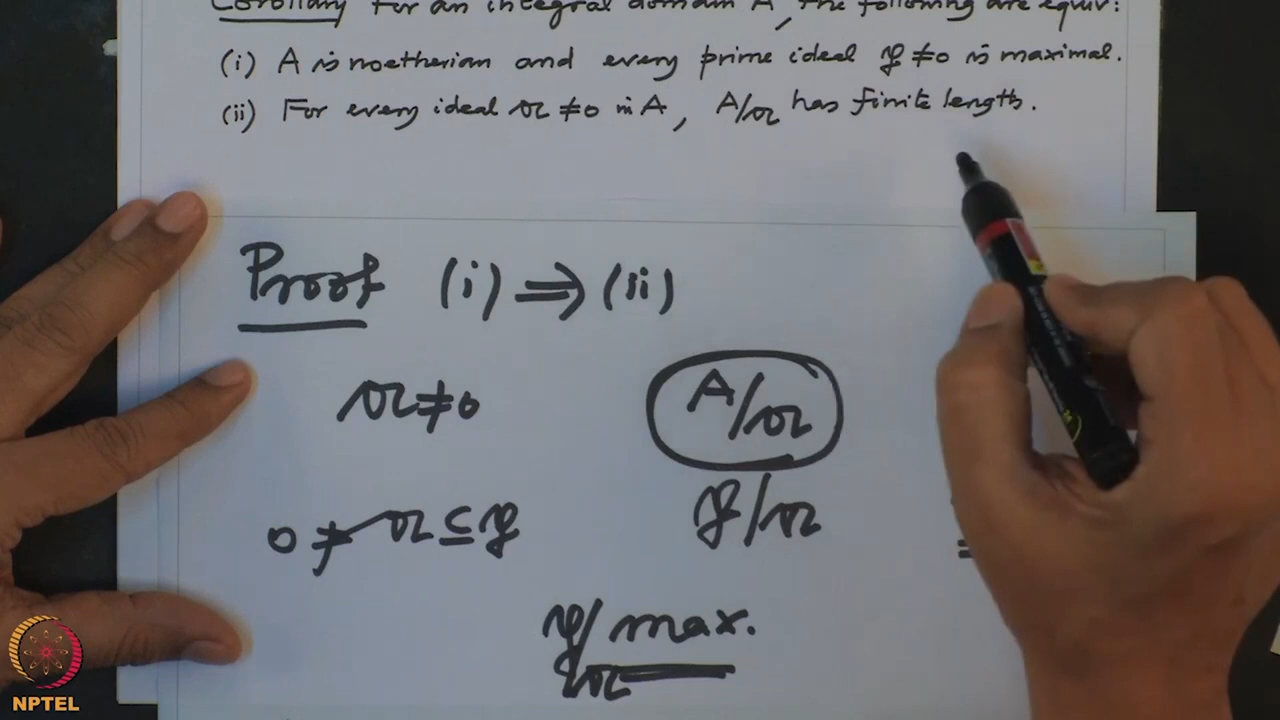 Corollary For an integral domain A, the following are equiv:
(i) A is noetherian and every prime ideal 𝔭 ≠ 0 is maximal.
(ii) For every ideal 𝔞 ≠ 0 in A, A/𝔞 has finite length.
Proof (i) ⇒ (ii)
𝔞 ≠ 0 A/𝔞
0 ≠ 𝔞 ⊆ 𝔭 𝔭/𝔞
𝔭/𝔞 max.
NPTEL